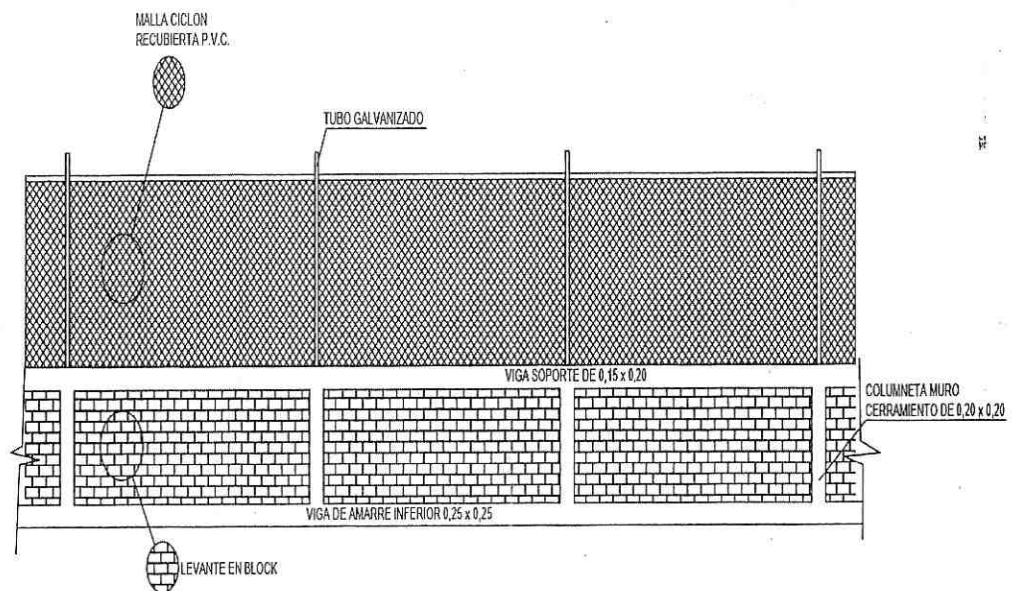 MALLA CICLON
RECUBIERTA P.V.C.
TUBO GALVANIZADO
VIGA SOPORTE DE 0,15 x 0,20
COLUMNETA MURO
CERRAMIENTO DE 0,20 x 0,20
VIGA DE AMARRE INFERIOR 0,25 x 0,25
LEVANTE EN BLOCK